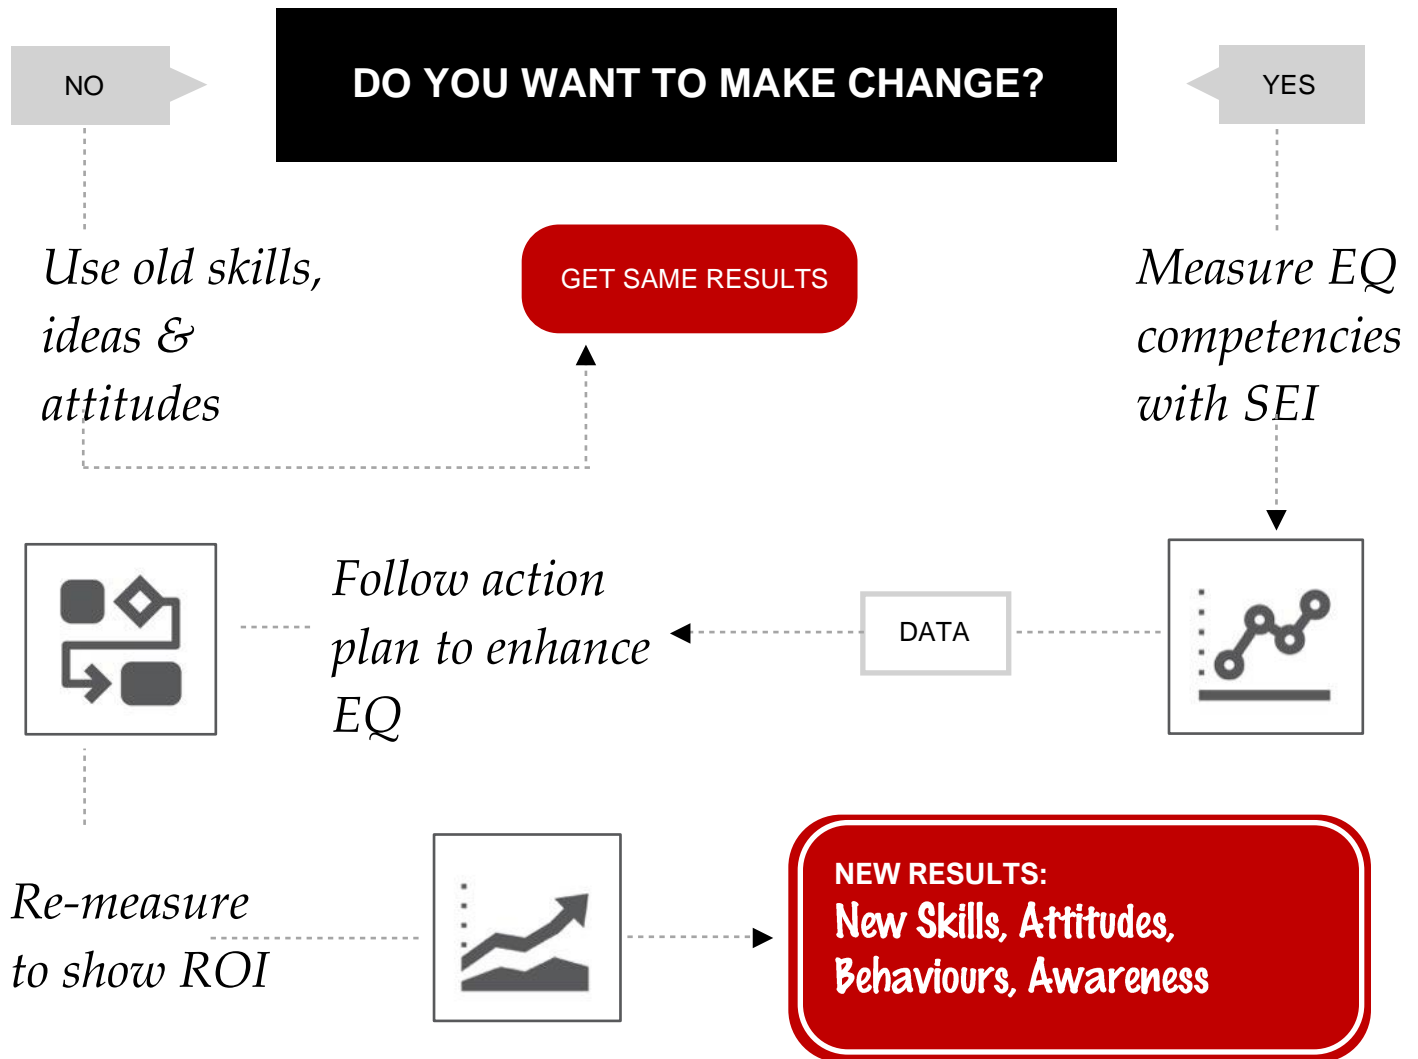 DO YOU WANT TO MAKE CHANGE?
NO
YES
Use old skills,
ideas &
attitudes
GET SAME RESULTS
Measure EQ
competencies
with SEI
DATA
Follow action
plan to enhance
EQ
Re-measure
to show ROI
NEW RESULTS:
New Skills, Attitudes,
Behaviours, Awareness